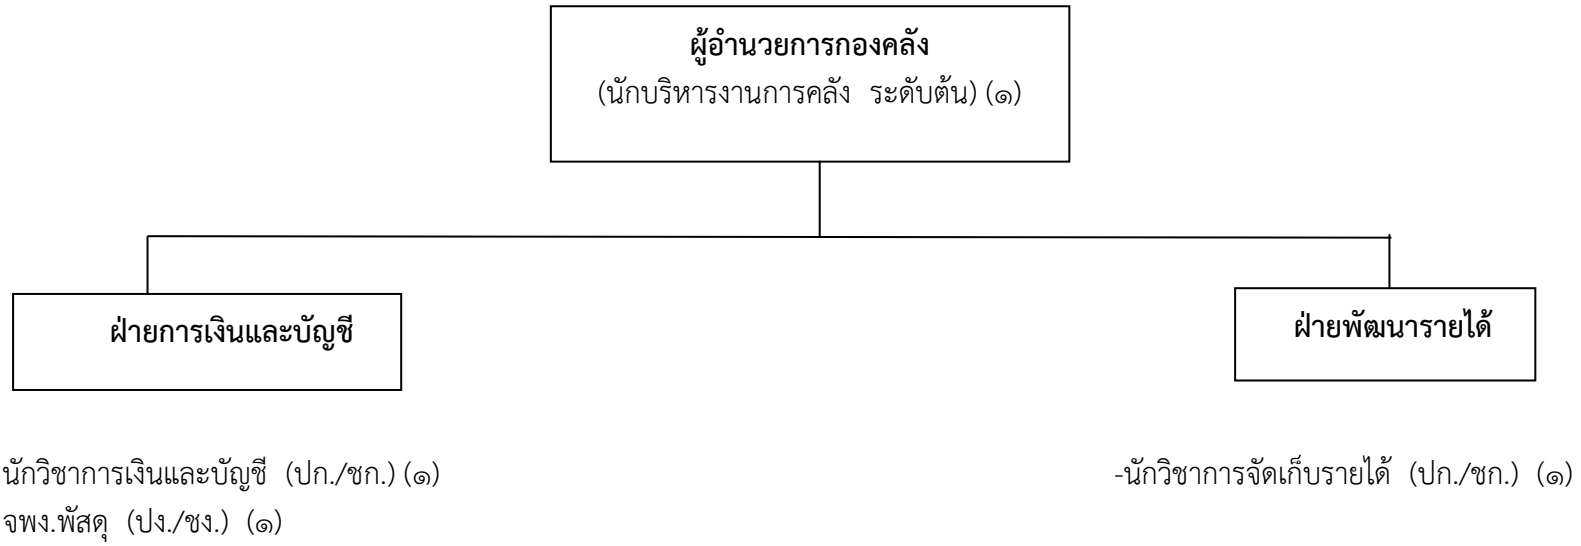 ผู้อำนวยการกองคลัง
(นักบริหารงานการคลัง ระดับต้น) (๑)
ฝ่ายการเงินและบัญชี
ฝ่ายพัฒนารายได้
นักวิชาการเงินและบัญชี (ปก./ชก.) (๑)
-นักวิชาการจัดเก็บรายได้ (ปก./ชก.) (๑)
จพง.พัสดุ (ปง./ชง.) (๑)